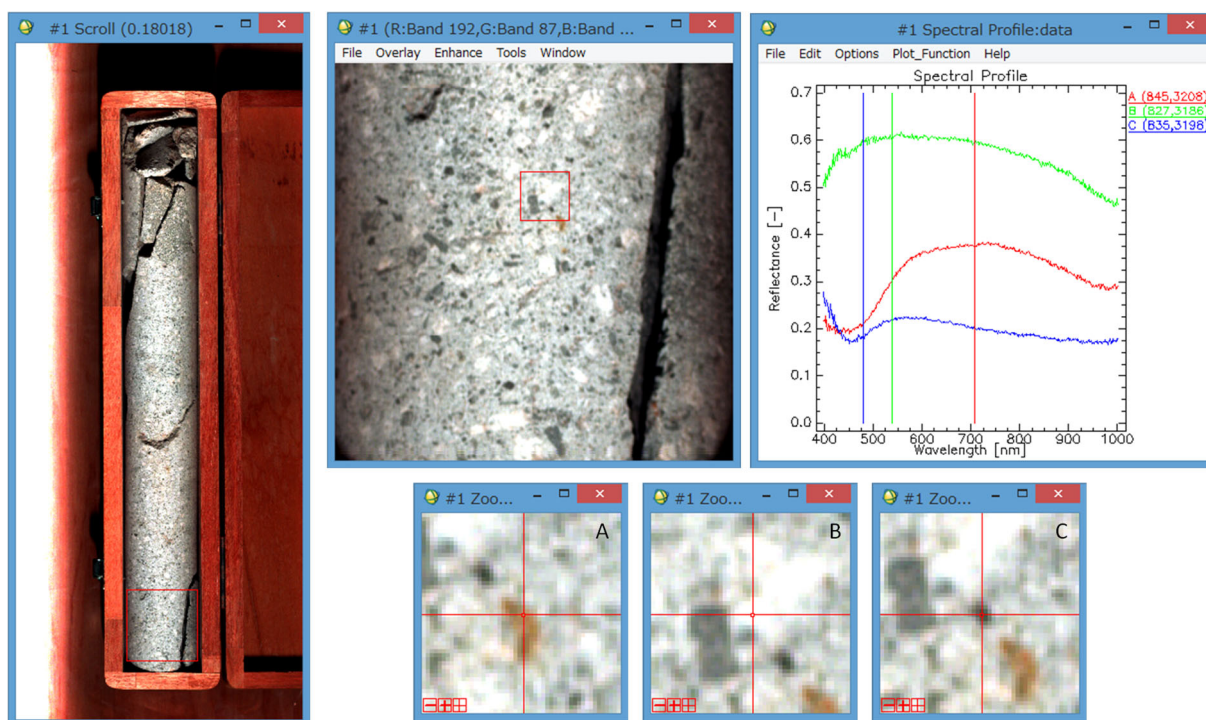 #1 Scroll (0.18018)
#1 (R:Band 192,G:Band 87,B:Band ...
File Overlay Enhance Tools Window
#1 Spectral Profile:data
File Edit Options Plot_Function Help
Spectral Profile
A (845,3208)
B (827,3186)
C (835,3198)
Reflectance [-]
0.7
0.6
0.5
0.4
0.3
0.2
0.1
0.0
400 500 600 700 800 900 1000
Wavelength [nm]
#1 Zoo...
A
#1 Zoo...
B
#1 Zoo...
C